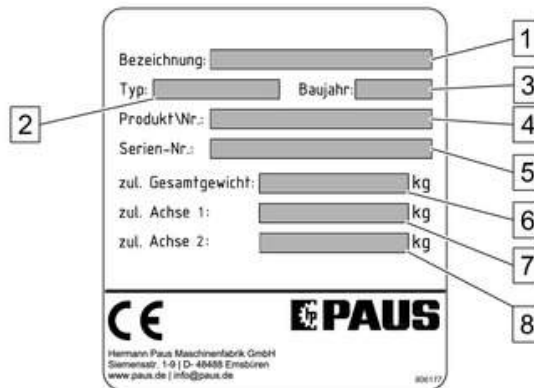 Bezeichnung: 1
2 Typ: Baujahr: 3
Produkt\Nr.: 4
Serien-Nr.: 5
zul. Gesamtgewicht: kg 6
zul. Achse 1: kg 7
zul. Achse 2: kg 8
CE PAUS
Hermann Paus Maschinenfabrik GmbH
Siemensstr. 1-9 | D- 48488 Emsbüren
www.paus.de | info@paus.de